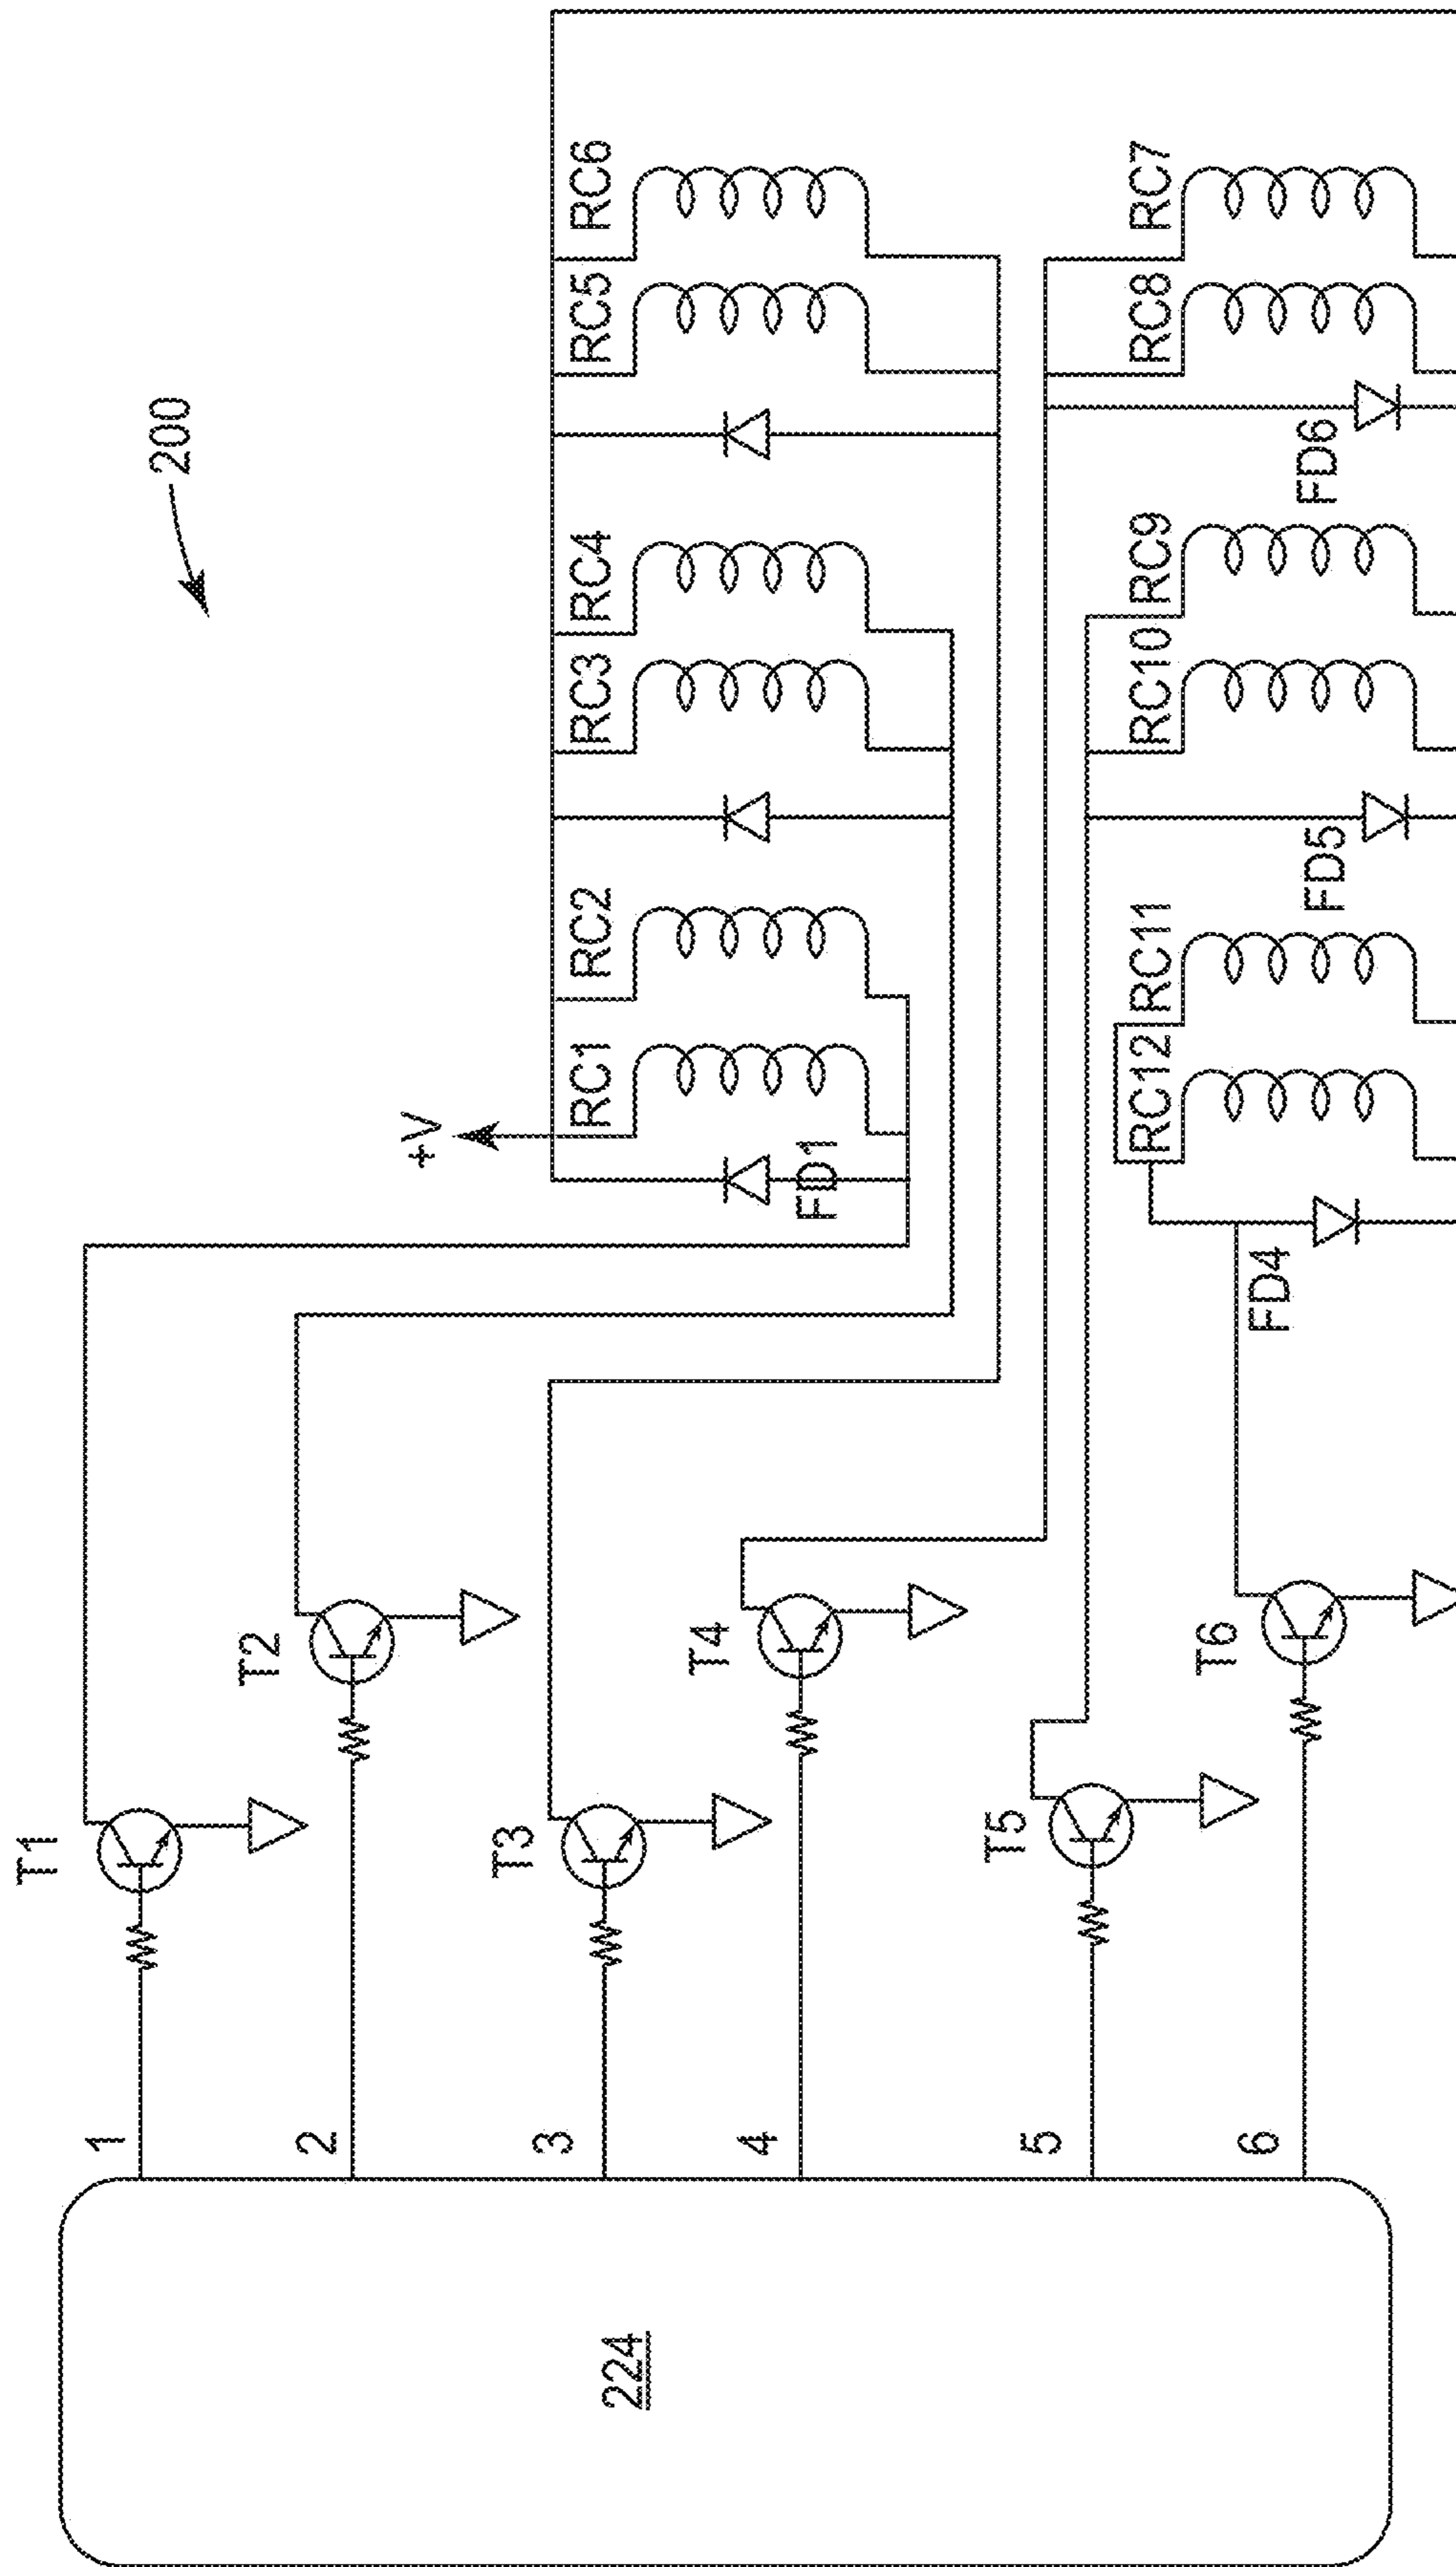 200
+V
RC1
RC2
RC3
RC4
RC5
RC6
FD1
T1
T2
T3
T4
T5
T6
RC12
RC11
RC10
RC9
RC8
RC7
FD4
FD5
FD6
1
2
3
4
5
6
224